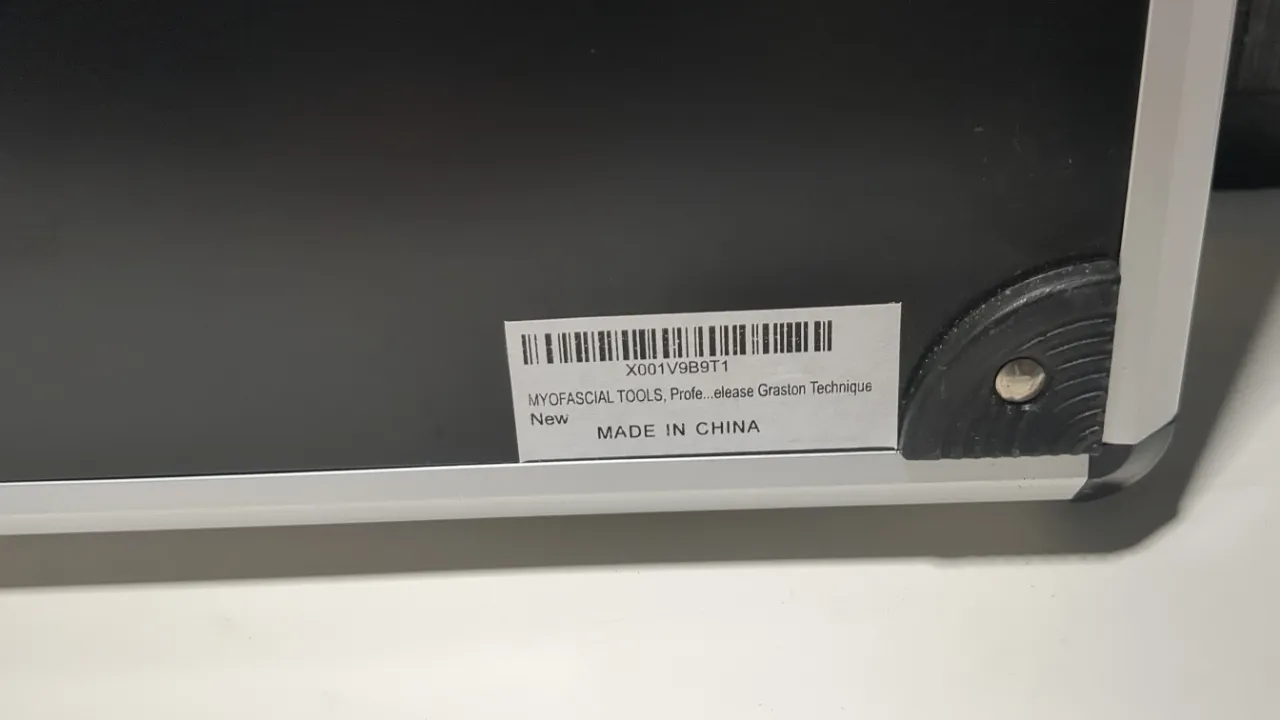 X001V9B9T1
MYOFASCIAL TOOLS, Profe...elease Graston Technique
New
MADE IN CHINA